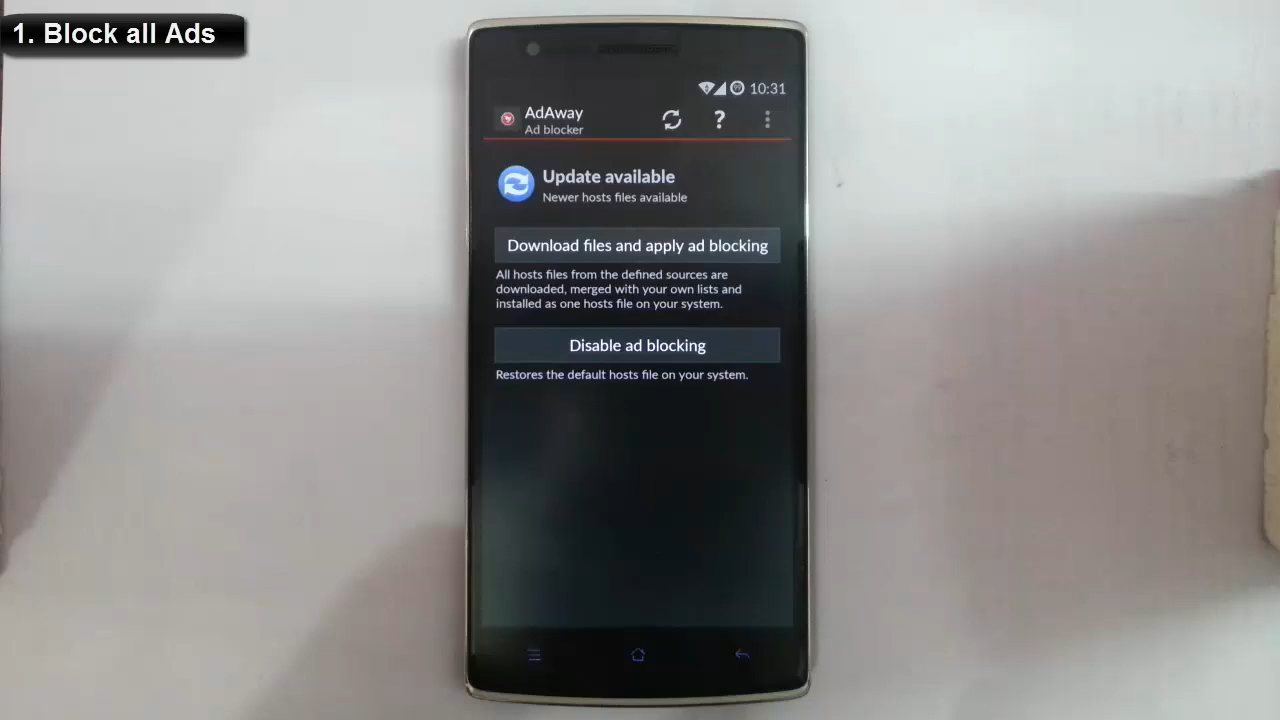 1. Block all Ads
10:31
AdAway
Ad blocker
?
Update available
Newer hosts files available
Download files and apply ad blocking
All hosts files from the defined sources are
downloaded, merged with your own lists and
installed as one hosts file on your system.
Disable ad blocking
Restores the default hosts file on your system.